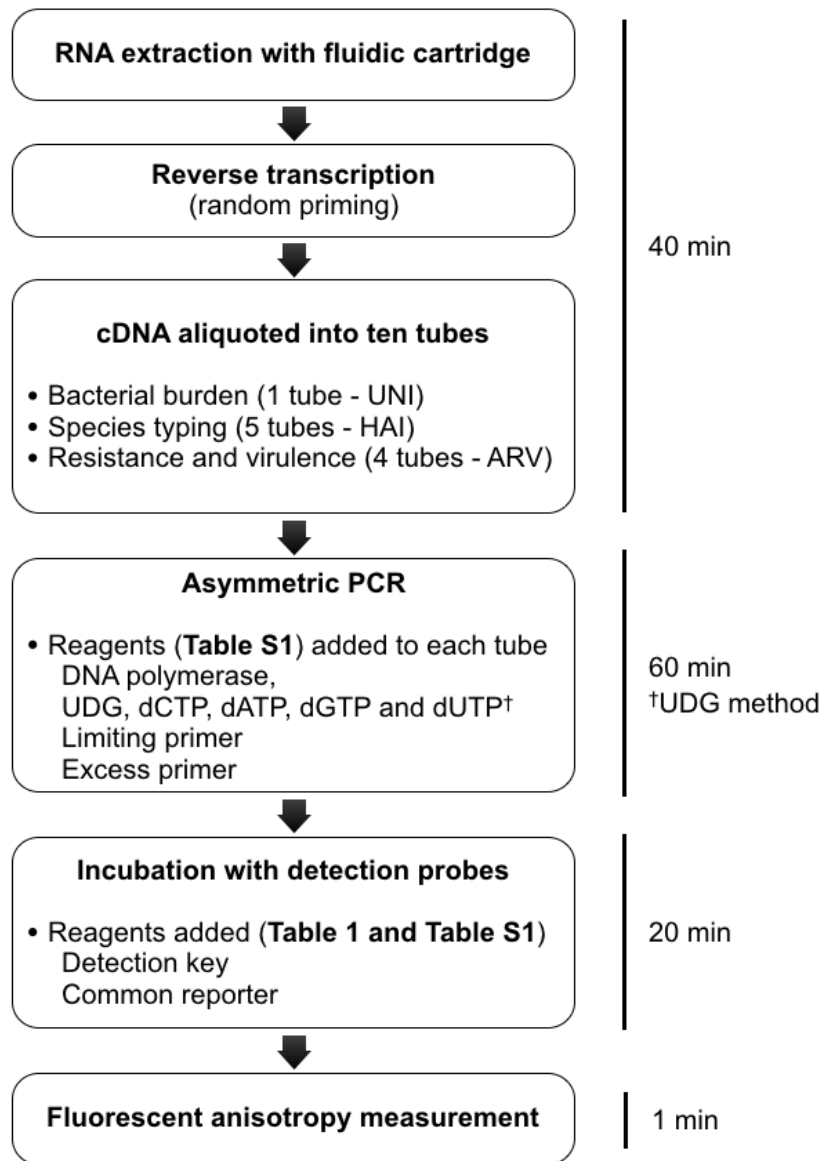 RNA extraction with fluidic cartridge
Reverse transcription
(random priming)
cDNA aliquoted into ten tubes
• Bacterial burden (1 tube - UNI)
• Species typing (5 tubes - HAI)
• Resistance and virulence (4 tubes - ARV)
40 min
Asymmetric PCR
• Reagents (Table S1) added to each tube
DNA polymerase,
UDG, dCTP, dATP, dGTP and dUTP†
Limiting primer
Excess primer
60 min
†UDG method
Incubation with detection probes
• Reagents added (Table 1 and Table S1)
Detection key
Common reporter
20 min
Fluorescent anisotropy measurement
1 min